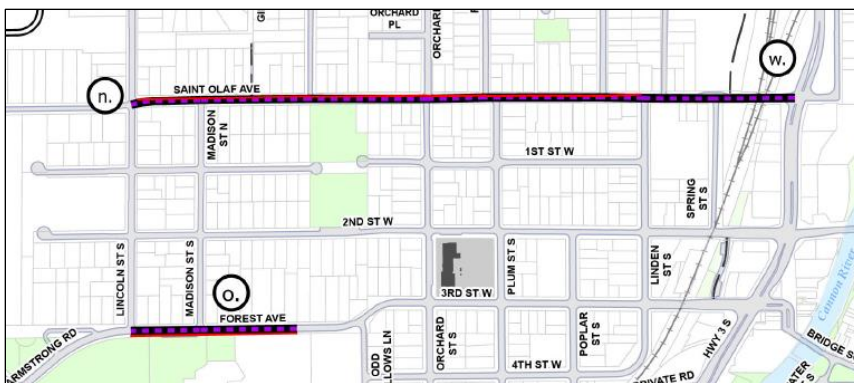 ORCHARD
PL
ORCHARD
w.
n.
SAINT OLAF AVE
MADISON
ST N
1ST ST W
SPRING
ST S
2ND ST W
LINCOLN ST S
MADISON ST S
PLUM ST S
LINDEN
ST S
o.
3RD ST W
FOREST AVE
Cannon River
ARMSTRONG RD
ODD
LLOWS LN
ORCHARD
ST S
POPLAR
ST S
4TH ST W
PRIVATE RD
HWY 3 S
BRIDGE S
ATER
S